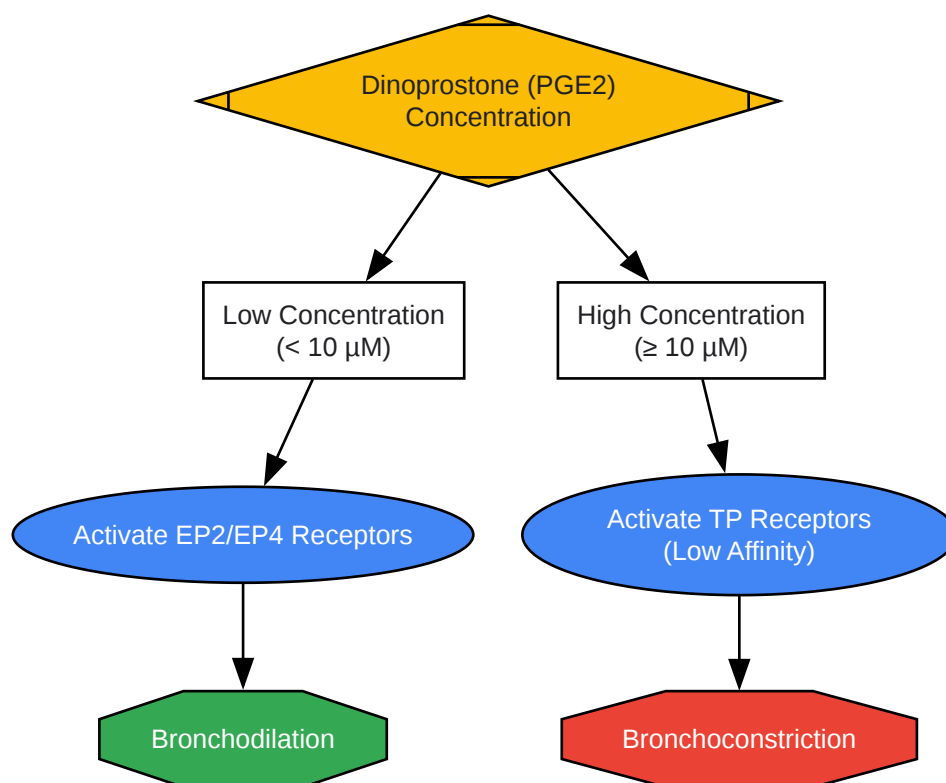 Dinoprostone (PGE2)
Concentration
Low Concentration
(< 10 µM)
High Concentration
(≥ 10 µM)
Activate EP2/EP4 Receptors
Activate TP Receptors
(Low Affinity)
Bronchodilation
Bronchoconstriction